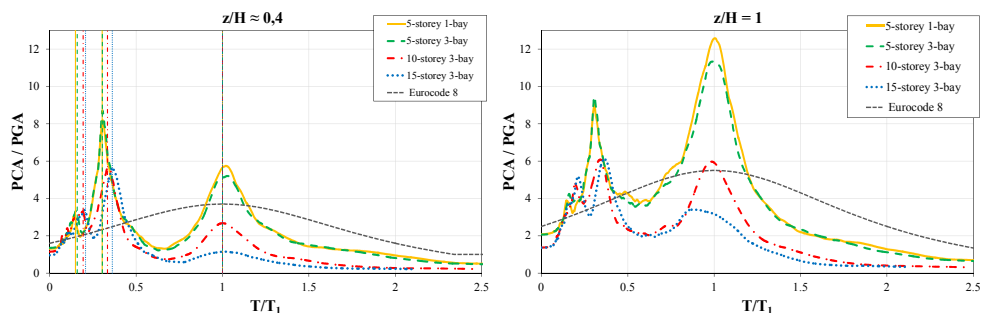 z/H ≈ 0,4
PCA / PGA
12
10
8
6
4
2
0
0
0.5
1
1.5
2
2.5
T/T1
5-storey 1-bay
5-storey 3-bay
10-storey 3-bay
15-storey 3-bay
Eurocode 8
z/H = 1
PCA / PGA
12
10
8
6
4
2
0
0
0.5
1
1.5
2
2.5
T/T1
5-storey 1-bay
5-storey 3-bay
10-storey 3-bay
15-storey 3-bay
Eurocode 8